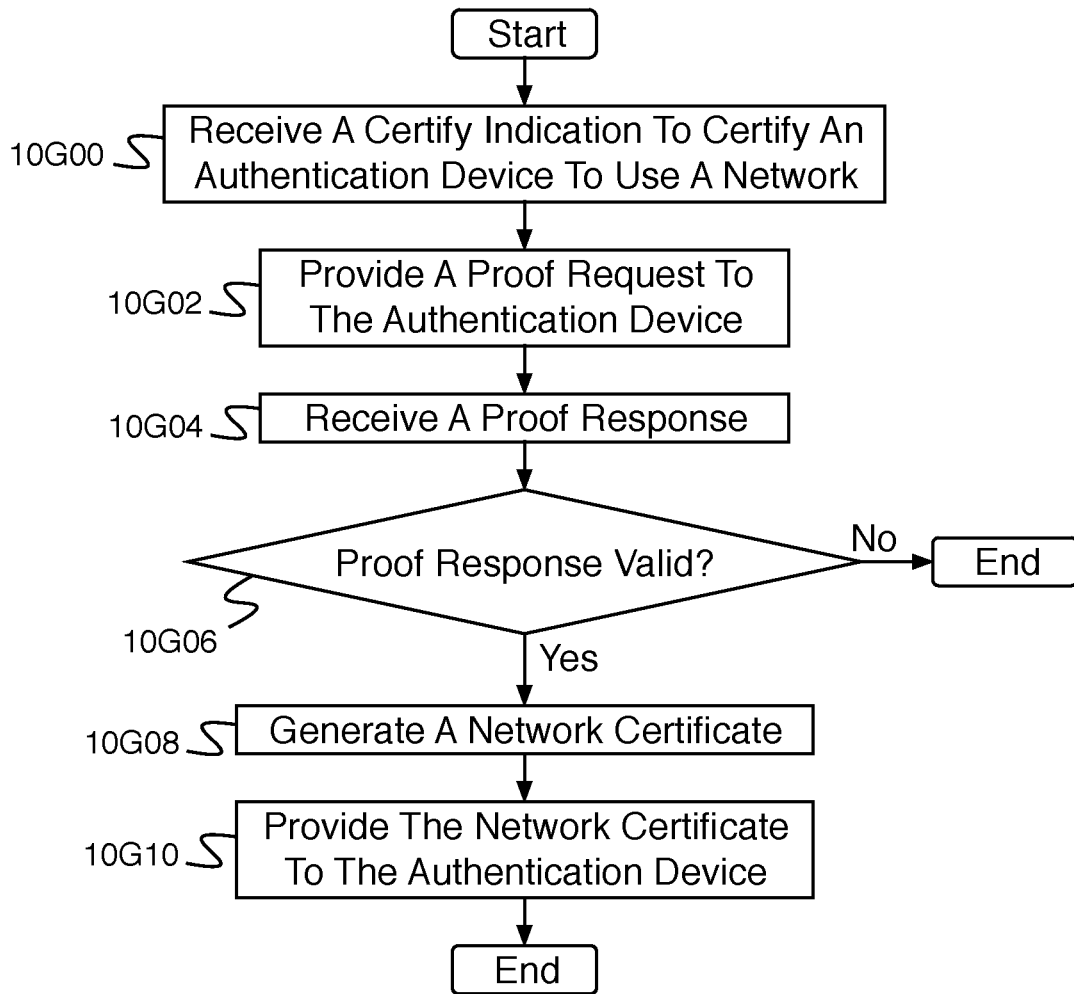 Start
10G00
Receive A Certify Indication To Certify An
Authentication Device To Use A Network
10G02
Provide A Proof Request To
The Authentication Device
10G04
Receive A Proof Response
Proof Response Valid?
No
End
10G06
Yes
10G08
Generate A Network Certificate
10G10
Provide The Network Certificate
To The Authentication Device
End